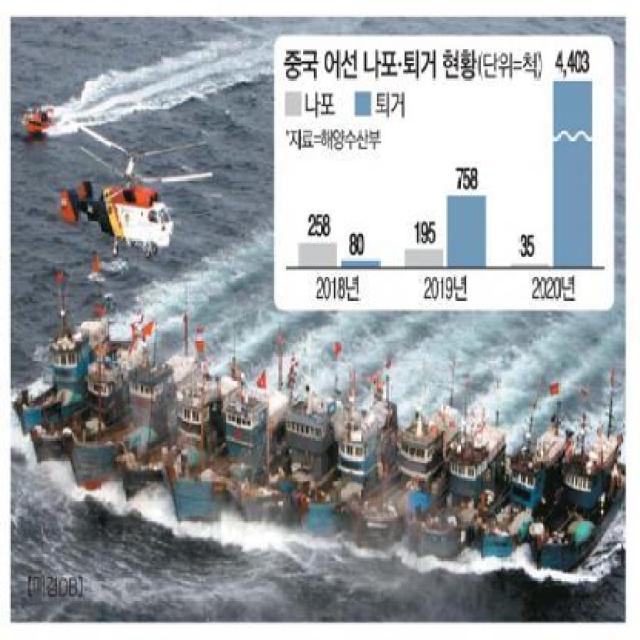 중국 어선 나포·퇴거 현황(단위=척)
나포 퇴거
*자료=해양수산부
4,403
758
258
80
195
35
2018년 2019년 2020년
[매경DB]